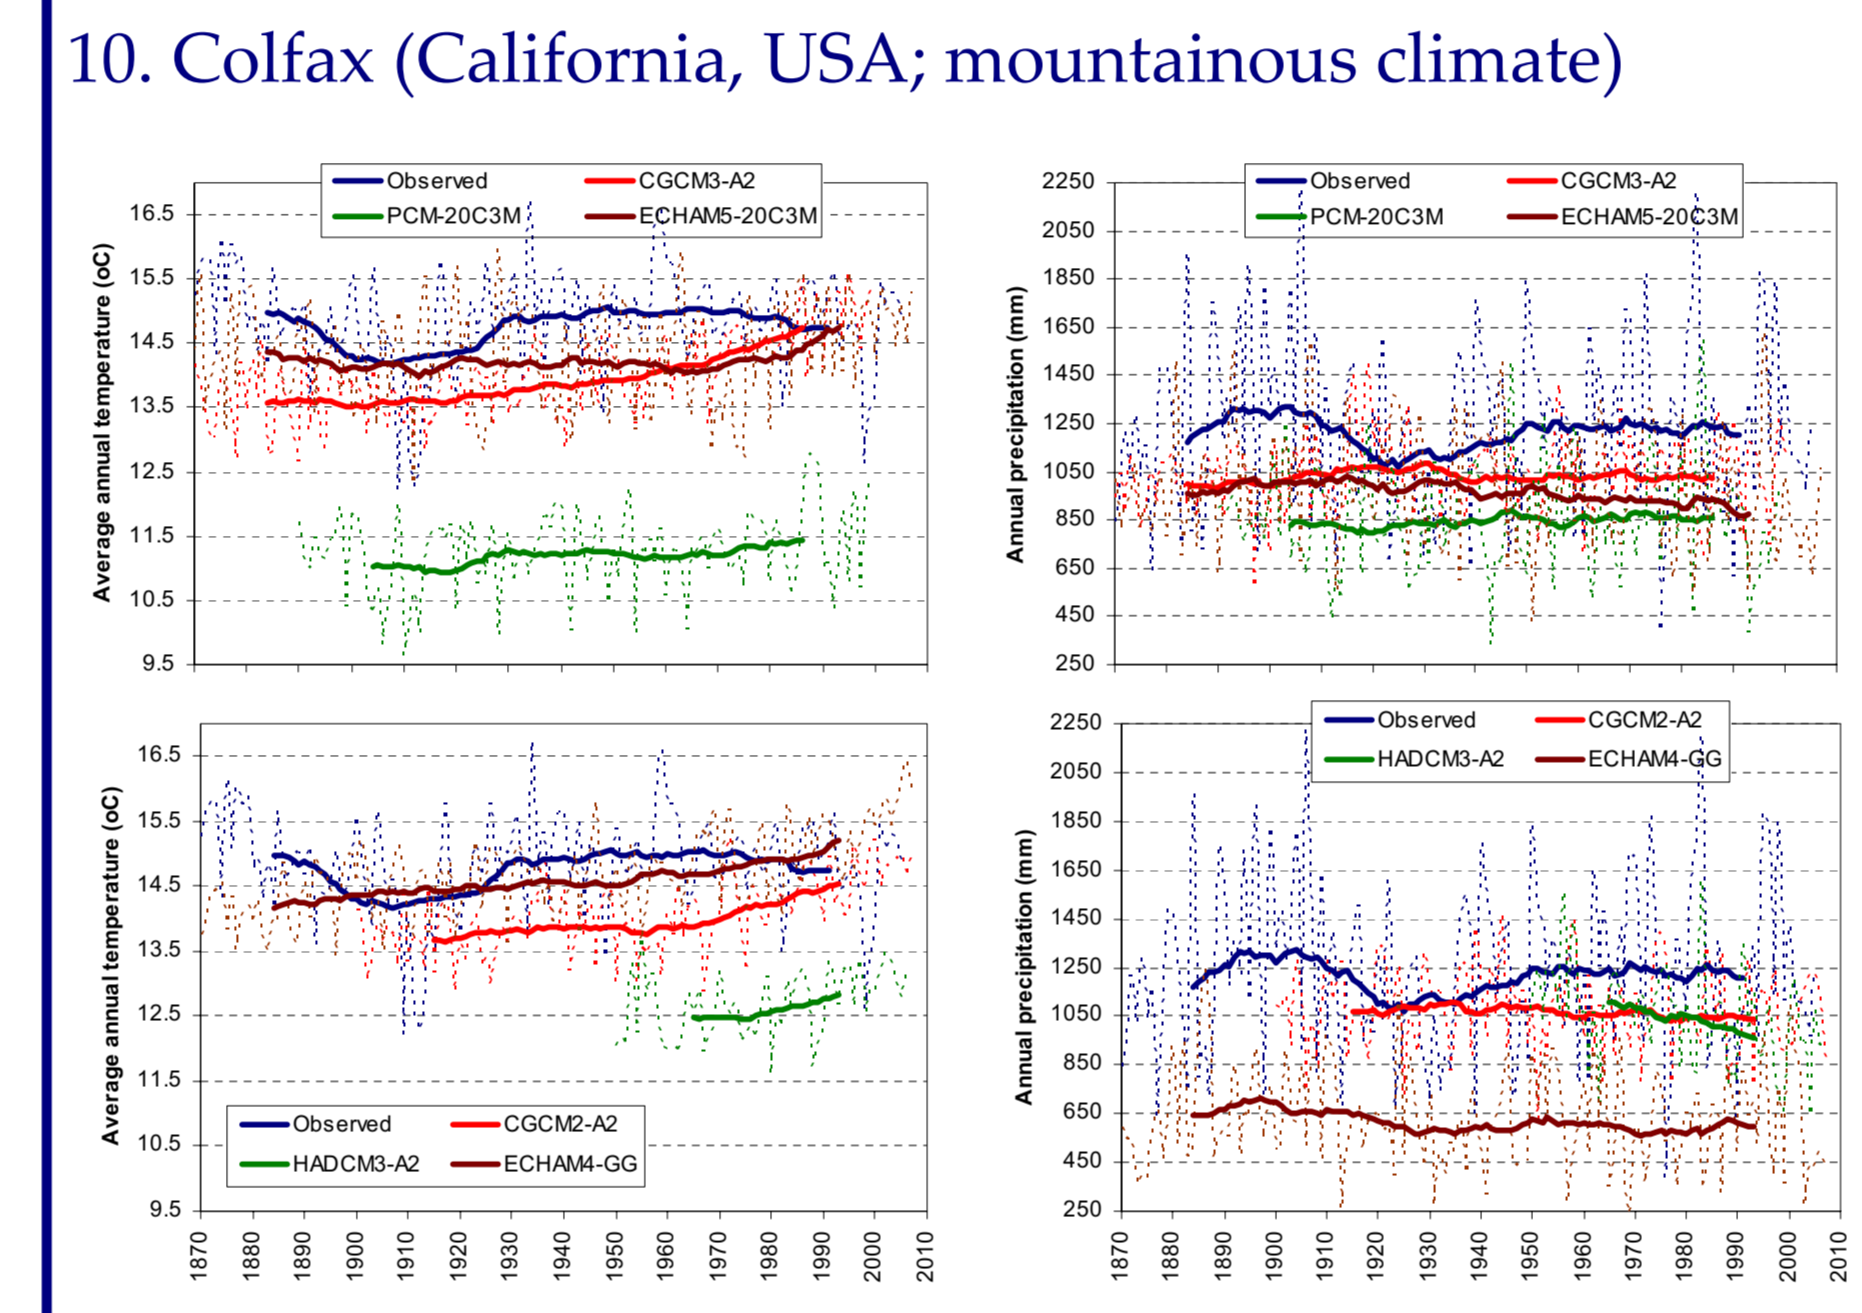 10. Colfax (California, USA; mountainous climate)
Observed CGCM3-A2
PCM-20C3M ECHAM5-20C3M
Average annual temperature (oC)
16.5
15.5
14.5
13.5
12.5
11.5
10.5
9.5
Observed CGCM3-A2
PCM-20C3M ECHAM5-20C3M
Annual precipitation (mm)
2250
2050
1850
1650
1450
1250
1050
850
650
450
250
Average annual temperature (oC)
16.5
15.5
14.5
13.5
12.5
11.5
10.5
9.5
Observed CGCM2-A2
HADCM3-A2 ECHAM4-GG
1870 1880 1890 1900 1910 1920 1930 1940 1950 1960 1970 1980 1990 2000 2010
Observed CGCM2-A2
HADCM3-A2 ECHAM4-GG
Annual precipitation (mm)
2250
2050
1850
1650
1450
1250
1050
850
650
450
250
1870 1880 1890 1900 1910 1920 1930 1940 1950 1960 1970 1980 1990 2000 2010